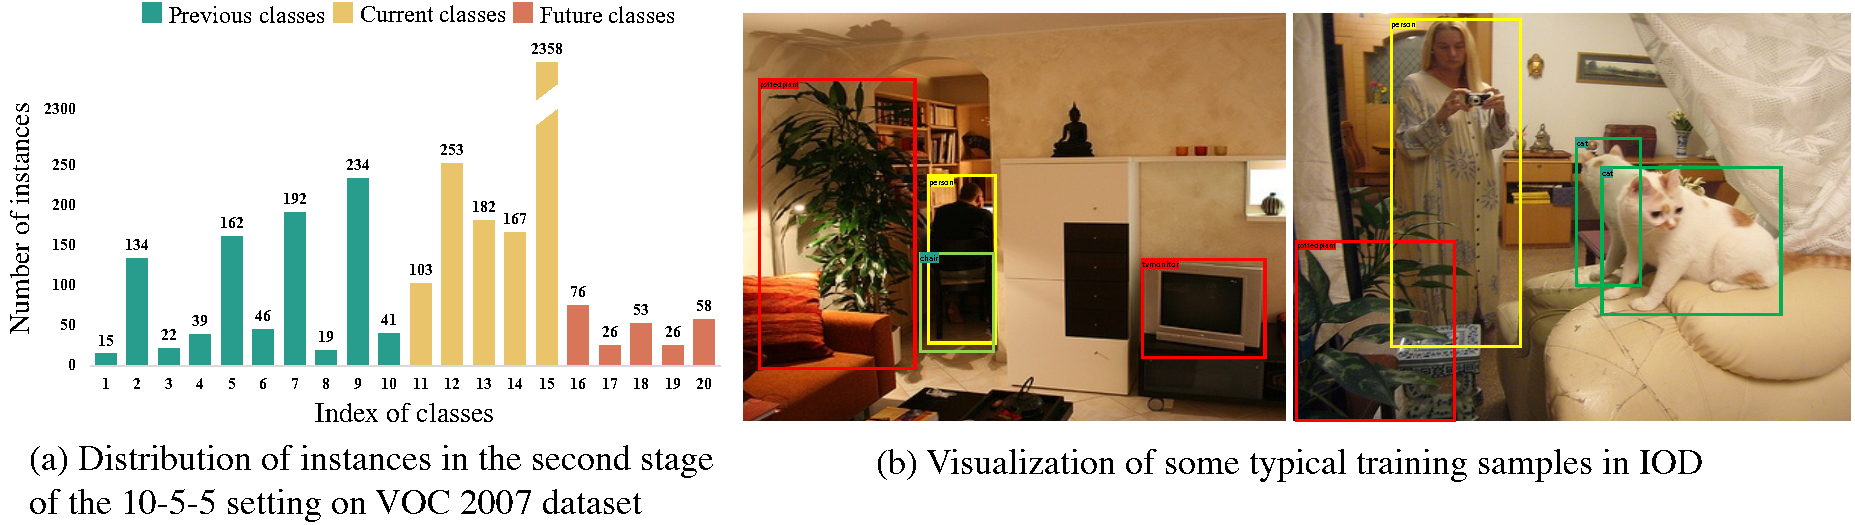 Previous classes Current classes Future classes
2358
2300
Number of instances
250
200
150
100
50
0
15 134 22 39 162 46 192 19 234 41 103 253 182 167 76 26 53 26 58
1 2 3 4 5 6 7 8 9 10 11 12 13 14 15 16 17 18 19 20
Index of classes
(a) Distribution of instances in the second stage
of the 10-5-5 setting on VOC 2007 dataset
pottedplant
person
chair
tvmonitor
person
cat
cat
pottedplant
(b) Visualization of some typical training samples in IOD